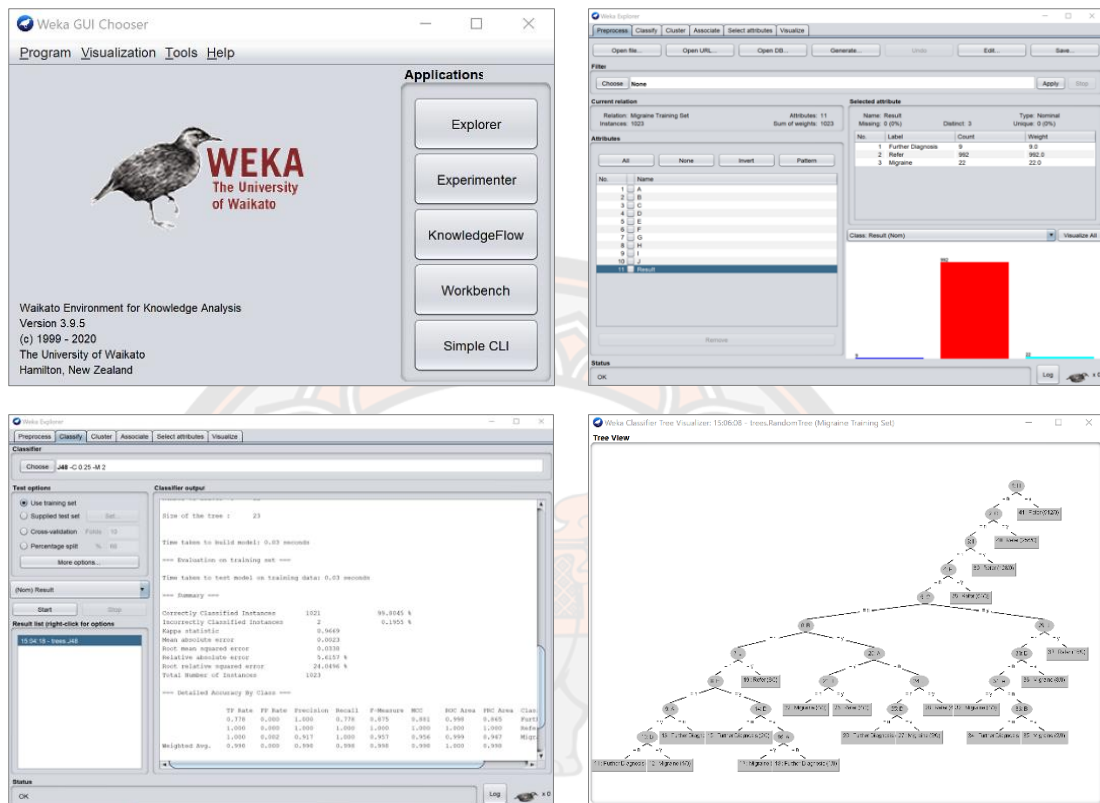 Weka GUI Chooser
Program Visualization Tools Help
Applications
Explorer
Experimenter
KnowledgeFlow
Workbench
Simple CLI
WEKA
The University
of Waikato
Waikato Environment for Knowledge Analysis
Version 3.9.5
(c) 1999 - 2020
The University of Waikato
Hamilton, New Zealand
Weka Explorer
Preprocess Classify Cluster Associate Select attributes Visualize
Open file... Open URL... Open DB... Generate... Undo Edit... Save...
Filter
Choose None Apply Stop
Current relation
Relation: Migraine Training Set Attributes: 11
Instances: 1023 Sum of weights: 1023
Attributes
All None Invert Pattern
No. Name
1 A
2 B
3 C
4 D
5 E
6 F
7 G
8 H
9 I
10 J
11 Result
Remove
Selected attribute
Name: Result Type: Nominal
Missing: 0 (0%) Distinct: 3 Unique: 0 (0%)
No. Label Count Weight
1 Further Diagnosis 9 9.0
2 Refer 992 992.0
3 Migraine 22 22.0
Class: Result (Nom) Visualize All
9 992 22
Status
OK Log x 0
Weka Explorer
Preprocess Classify Cluster Associate Select attributes Visualize
Classifier
Choose J48 -C 0.25 -M 2
Test options
Use training set
Supplied test set Set...
Cross-validation Folds 10
Percentage split % 66
More options...
(Nom) Result
Start Stop
Result list (right-click for options
15:04:18 - trees.J48
Classifier output
Size of the tree : 23
Time taken to build model: 0.03 seconds
=== Evaluation on training set ===
Time taken to test model on training data: 0.03 seconds
=== Summary ===
Correctly Classified Instances 1021 99.8045 %
Incorrectly Classified Instances 2 0.1955 %
Kappa statistic 0.9669
Mean absolute error 0.0023
Root mean squared error 0.0338
Relative absolute error 5.6157 %
Root relative squared error 24.0496 %
Total Number of Instances 1023
=== Detailed Accuracy By Class ===
TP Rate FP Rate Precision Recall F-Measure MCC ROC Area PRC Area Clas
0.778 0.000 1.000 0.778 0.875 0.881 0.998 0.865 Furt
1.000 0.000 1.000 1.000 1.000 1.000 1.000 1.000 Refe
1.000 0.002 0.917 1.000 0.957 0.956 0.999 0.967 Migr
Weighted Avg. 0.998 0.000 0.998 0.998 0.998 0.998 1.000 0.998
Status
OK Log x 0
Weka Classifier Tree Visualizer: 15:06:08 - trees.RandomTree (Migraine Training Set)
Tree View